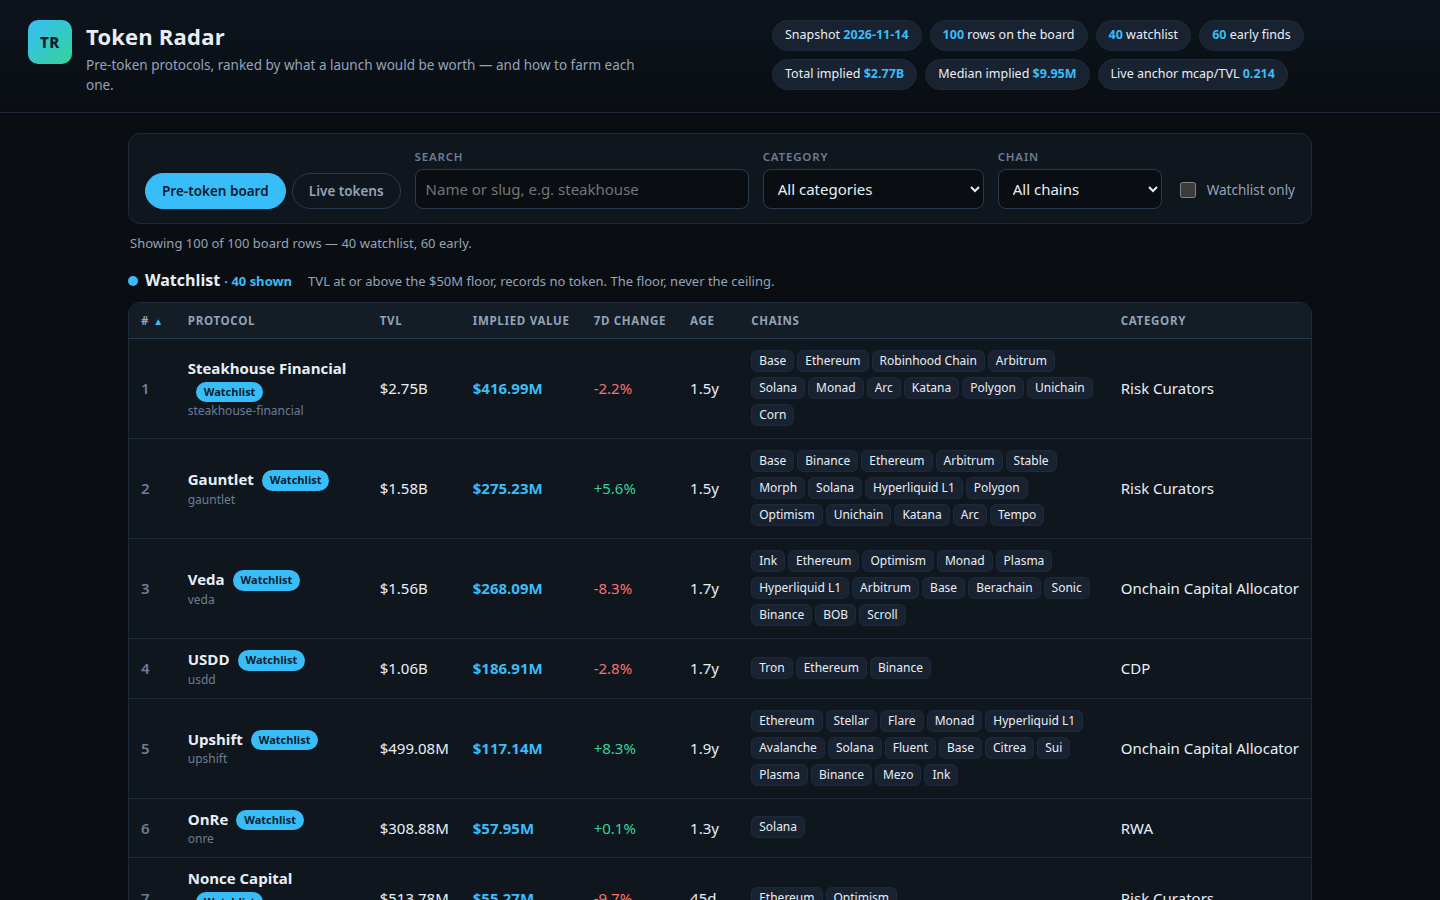 TR
Token Radar
Pre-token protocols, ranked by what a launch would be worth — and how to farm each
one.
Snapshot 2026-11-14
100 rows on the board
40 watchlist
60 early finds
Total implied $2.77B
Median implied $9.95M
Live anchor mcap/TVL 0.214
Pre-token board
Live tokens
SEARCH
Name or slug, e.g. steakhouse
CATEGORY
All categories
CHAIN
All chains
Watchlist only
Showing 100 of 100 board rows — 40 watchlist, 60 early.
Watchlist · 40 shown TVL at or above the $50M floor, records no token. The floor, never the ceiling.
# ▲ PROTOCOL TVL IMPLIED VALUE 7D CHANGE AGE CHAINS CATEGORY
1 Steakhouse Financial Watchlist
steakhouse-financial
$2.75B $416.99M -2.2% 1.5y
Base Ethereum Robinhood Chain Arbitrum
Solana Monad Arc Katana Polygon Unichain
Corn
Risk Curators
2 Gauntlet Watchlist
gauntlet
$1.58B $275.23M +5.6% 1.5y
Base Binance Ethereum Arbitrum Stable
Morph Solana Hyperliquid L1 Polygon
Optimism Unichain Katana Arc Tempo
Risk Curators
3 Veda Watchlist
veda
$1.56B $268.09M -8.3% 1.7y
Ink Ethereum Optimism Monad Plasma
Hyperliquid L1 Arbitrum Base Berachain Sonic
Binance BOB Scroll
Onchain Capital Allocator
4 USDD Watchlist
usdd
$1.06B $186.91M -2.8% 1.7y
Tron Ethereum Binance
CDP
5 Upshift Watchlist
upshift
$499.08M $117.14M +8.3% 1.9y
Ethereum Stellar Flare Monad Hyperliquid L1
Avalanche Solana Fluent Base Citrea Sui
Plasma Binance Mezo Ink
Onchain Capital Allocator
6 OnRe Watchlist
onre
$308.88M $57.95M +0.1% 1.3y
Solana
RWA
7 Nonce Capital
Watchlist
$513.78M $55.27M -9.7% 45d
Ethereum Optimism
Risk Curators